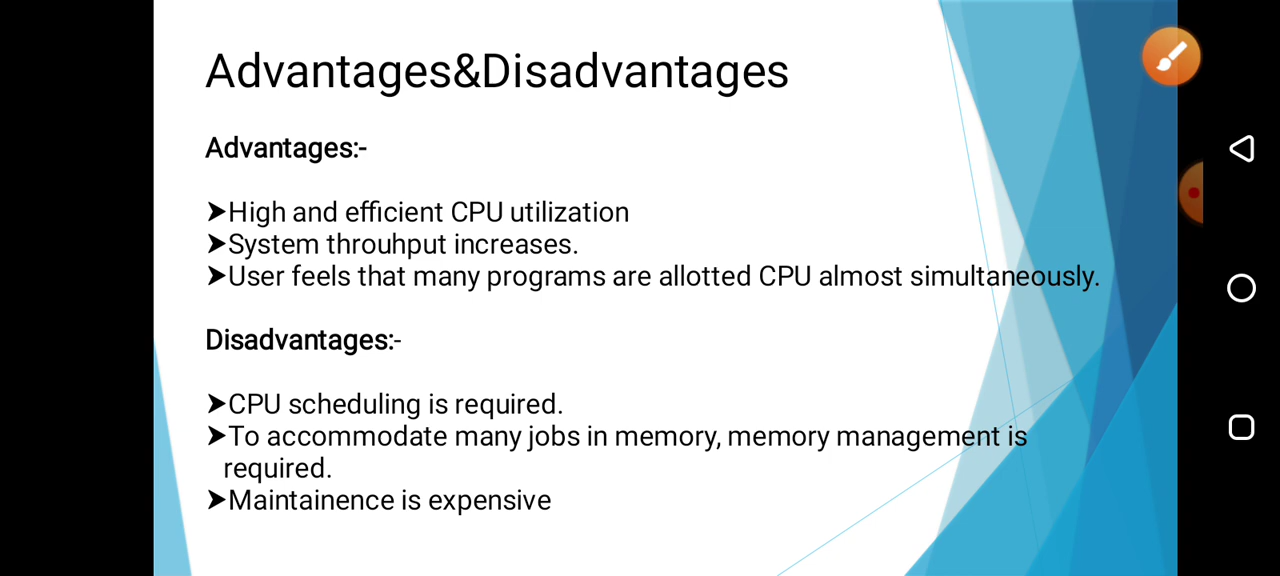 Advantages&Disadvantages
Advantages:-
➤High and efficient CPU utilization
➤System throuhput increases.
➤User feels that many programs are allotted CPU almost simultaneously.
Disadvantages:-
➤CPU scheduling is required.
➤To accommodate many jobs in memory, memory management is
required.
➤Maintainence is expensive